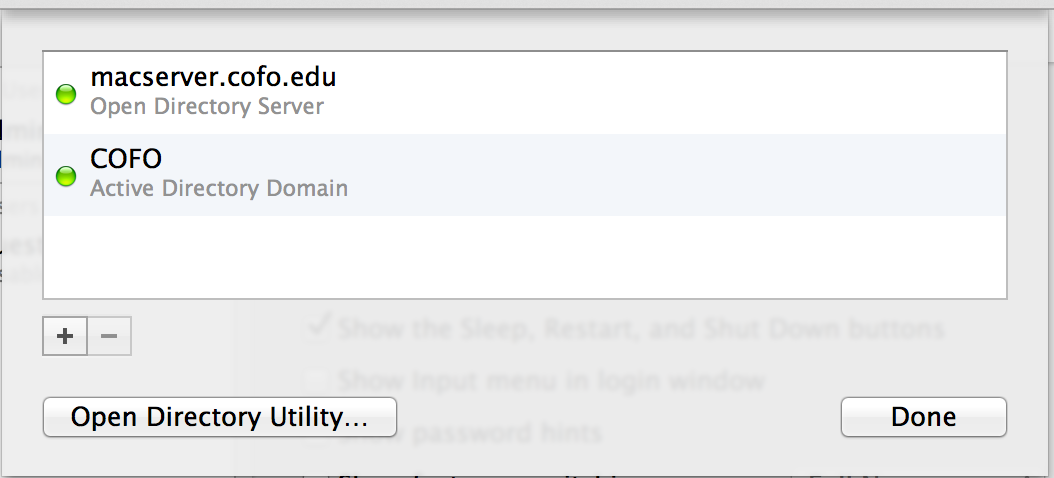 macserver.cofo.edu
Open Directory Server
COFO
Active Directory Domain
+ −
Show the Sleep, Restart, and Shut Down buttons
Show Input menu in login window
Open Directory Utility...
Done
Show password hints